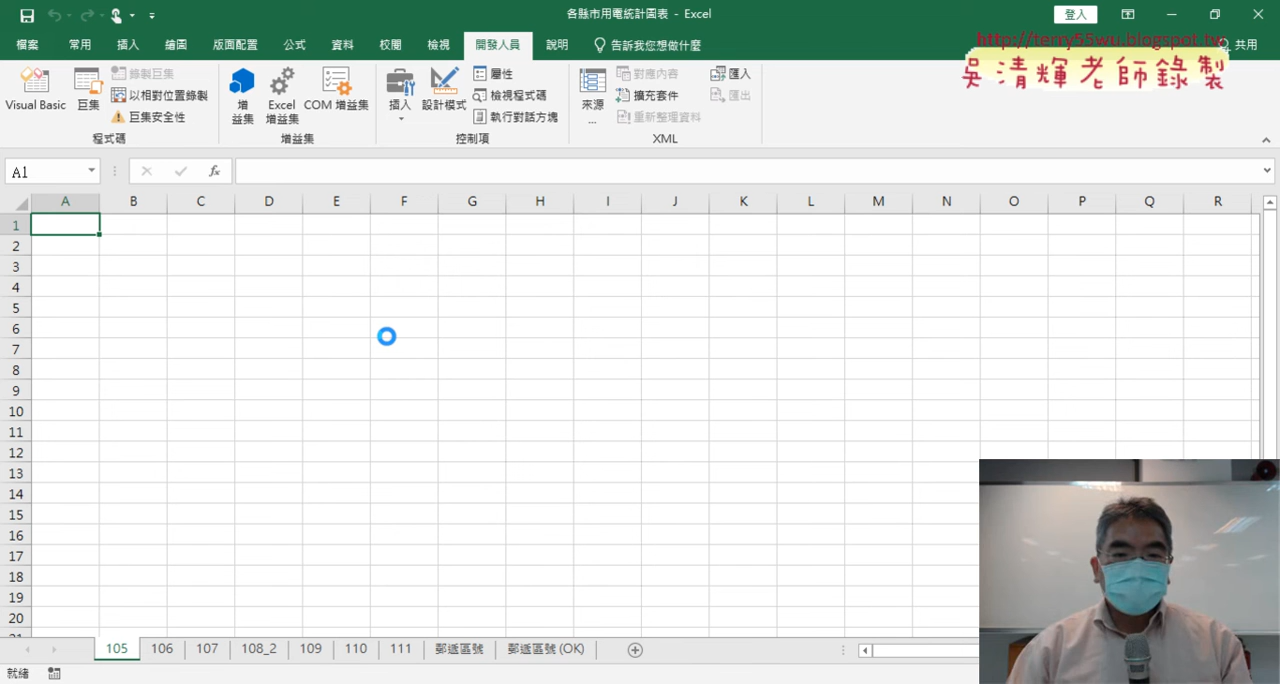 各縣市用電統計圖表 - Excel
登入
檔案 常用 插入 繪圖 版面配置 公式 資料 校閱 檢視 開發人員 說明 告訴我您想做什麼 共用
http://terry55wu.blogspot.tw
吳清輝老師錄製
Visual Basic
巨集
錄製巨集
以相對位置錄製
巨集安全性
程式碼
增
益集
Excel
增益集
COM 增益集
增益集
插入
設計模式
屬性
檢視程式碼
執行對話方塊
控制項
來源
...
對應內容
擴充套件
重新整理資料
匯入
匯出
XML
A1
fx
A B C D E F G H I J K L M N O P Q R
1
2
3
4
5
6
7
8
9
10
11
12
13
14
15
16
17
18
19
20
21
105 106 107 108_2 109 110 111 郵遞區號 郵遞區號 (OK)
就緒